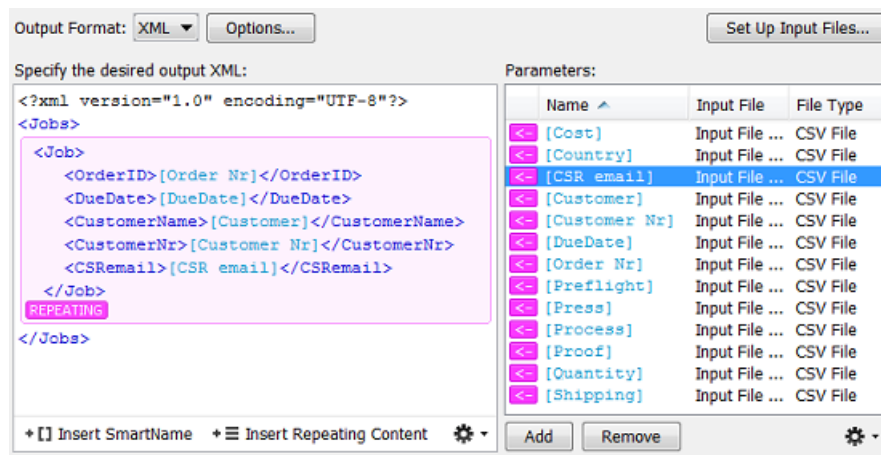 Output Format: XML Options... Set Up Input Files...
Specify the desired output XML:
<?xml version="1.0" encoding="UTF-8"?>
<Jobs>
<Job>
<OrderID>[Order Nr]</OrderID>
<DueDate>[DueDate]</DueDate>
<CustomerName>[Customer]</CustomerName>
<CustomerNr>[Customer Nr]</CustomerNr>
<CSRemail>[CSR email]</CSRemail>
</Job>
REPEATING
</Jobs>
+[] Insert SmartName +☰ Insert Repeating Content
Parameters:
Name Input File File Type
<- [Cost] Input File ... CSV File
<- [Country] Input File ... CSV File
<- [CSR email] Input File ... CSV File
<- [Customer] Input File ... CSV File
<- [Customer Nr] Input File ... CSV File
<- [DueDate] Input File ... CSV File
<- [Order Nr] Input File ... CSV File
<- [Preflight] Input File ... CSV File
<- [Press] Input File ... CSV File
<- [Process] Input File ... CSV File
<- [Proof] Input File ... CSV File
<- [Quantity] Input File ... CSV File
<- [Shipping] Input File ... CSV File
Add Remove